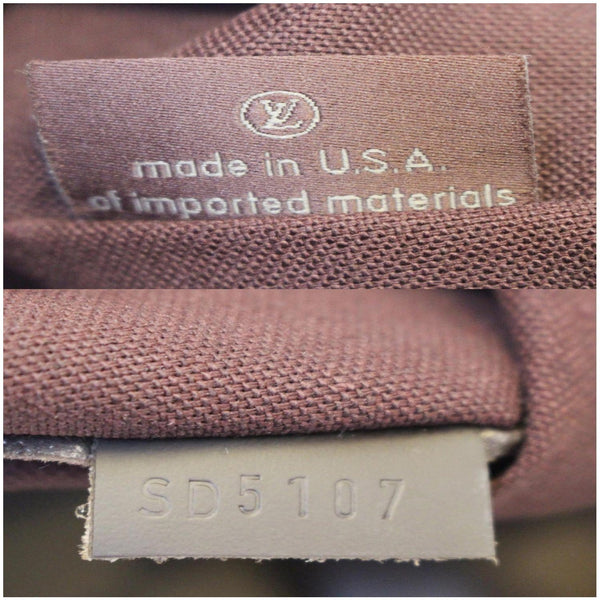 LV
made in U.S.A.
of imported materials
SD5107